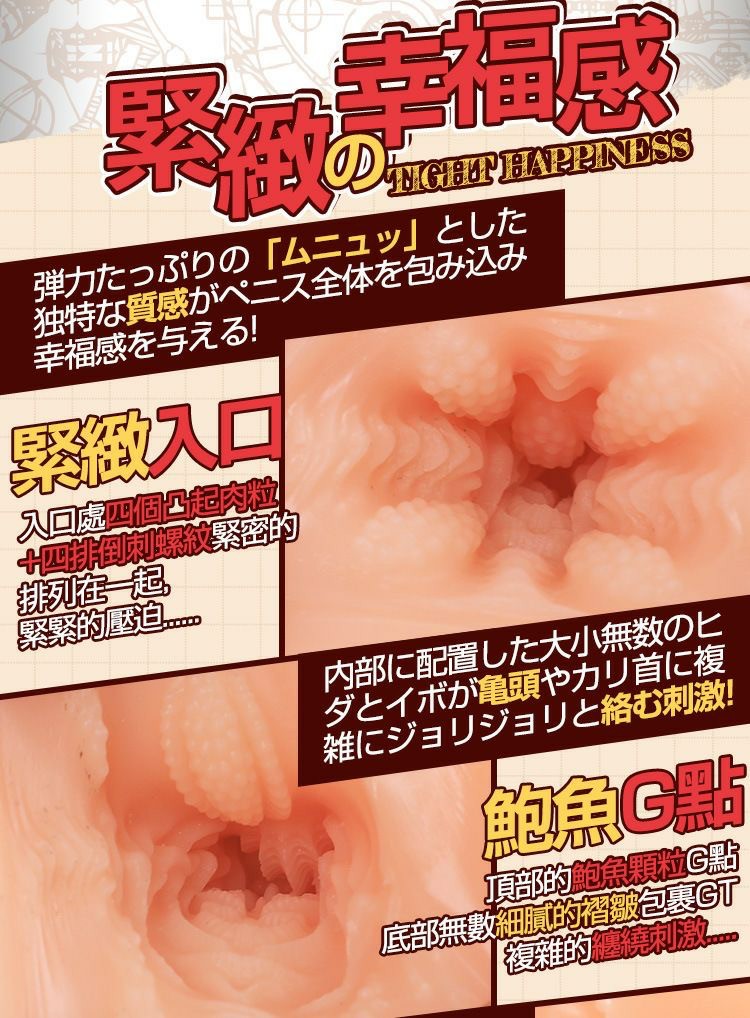 緊緻の幸福感
TIGHT HAPPINESS
弾力たっぷりの「ムニュッ」とした
独特な質感がペニス全体を包み込み
幸福感を与える!
緊緻入口
入口處四個凸起肉粒
+四排倒刺螺紋緊密的
排列在一起,
緊緊的壓迫......
内部に配置した大小無数のヒ
ダとイボが亀頭やカリ首に複
雑にジョリジョリと絡む刺激!
鮑魚G點
頂部的鮑魚顆粒G點
底部無數細膩的褶皺包裹GT
複雜的纏繞刺激.....